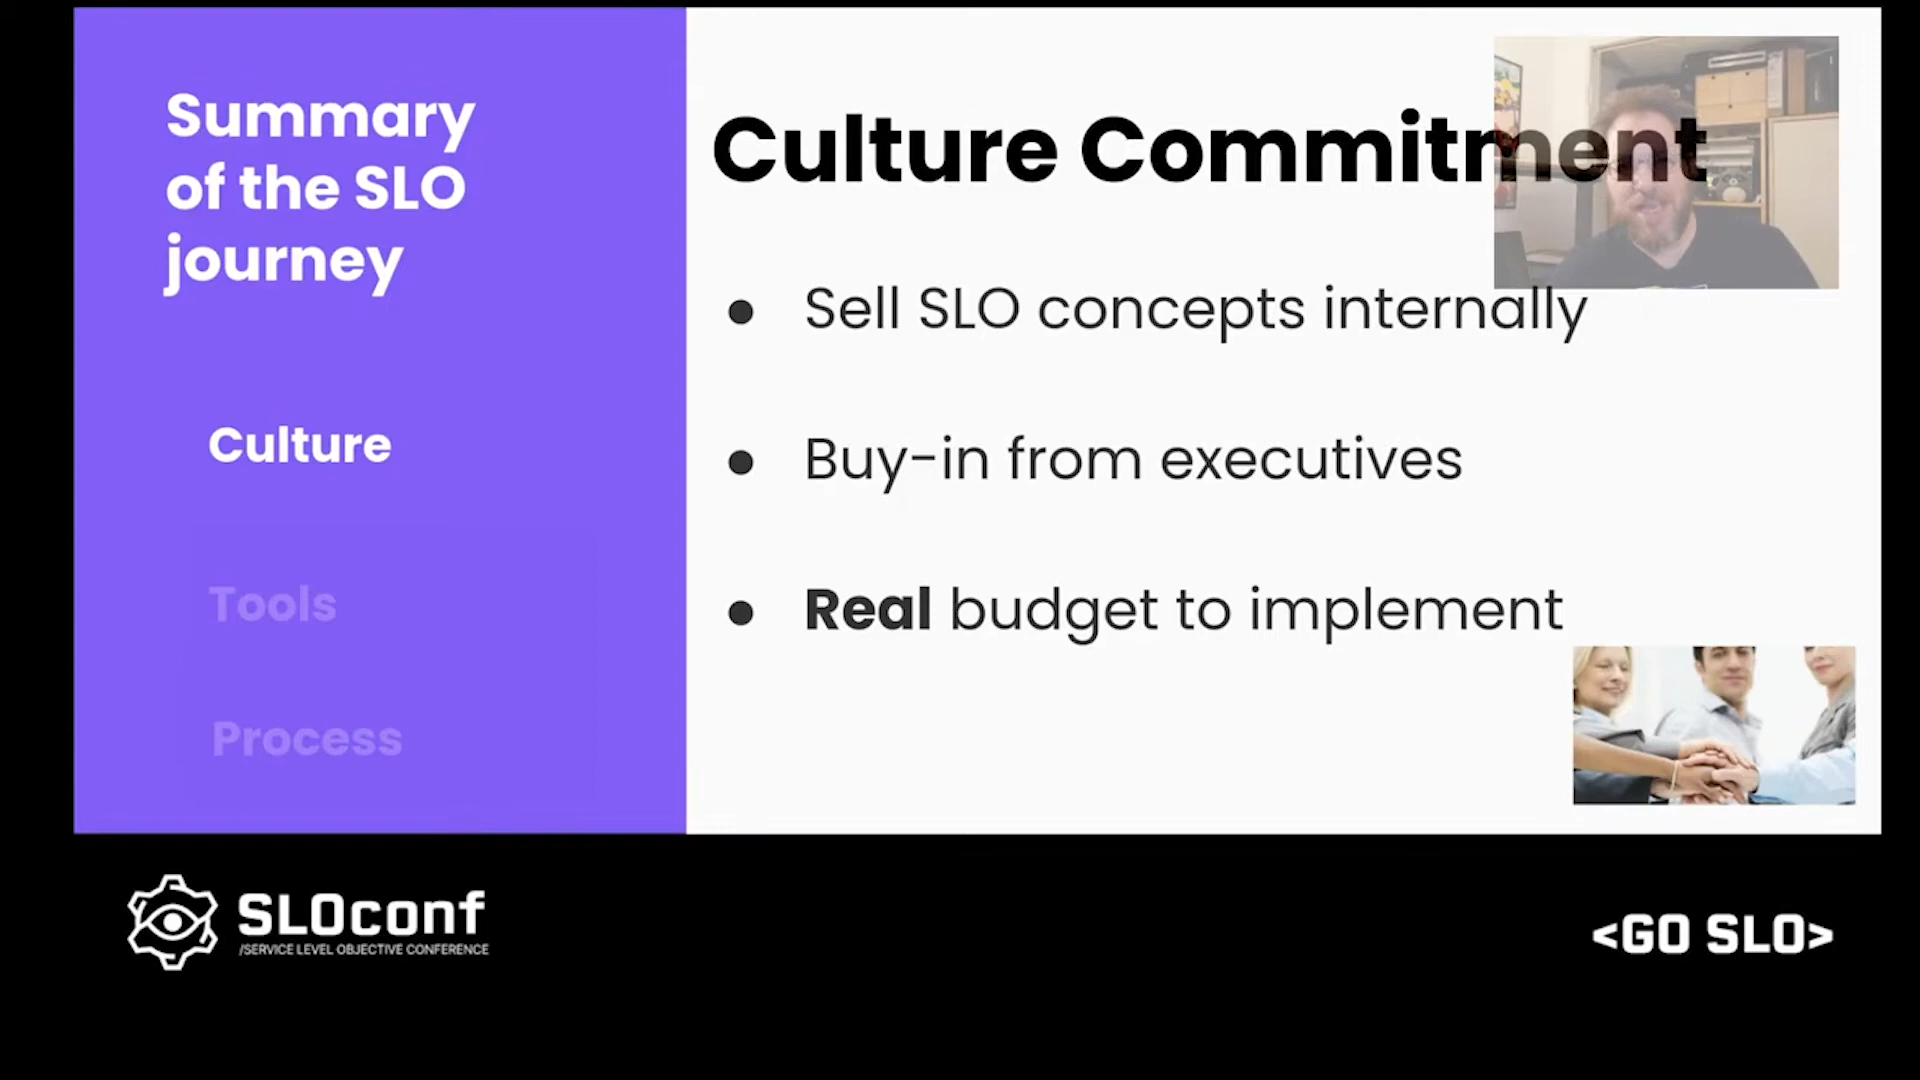 Summary
of the SLO
journey
Culture
Tools
Process
Culture Commitment
● Sell SLO concepts internally
● Buy-in from executives
● Real budget to implement
SLOconf
/SERVICE LEVEL OBJECTIVE CONFERENCE
<GO SLO>